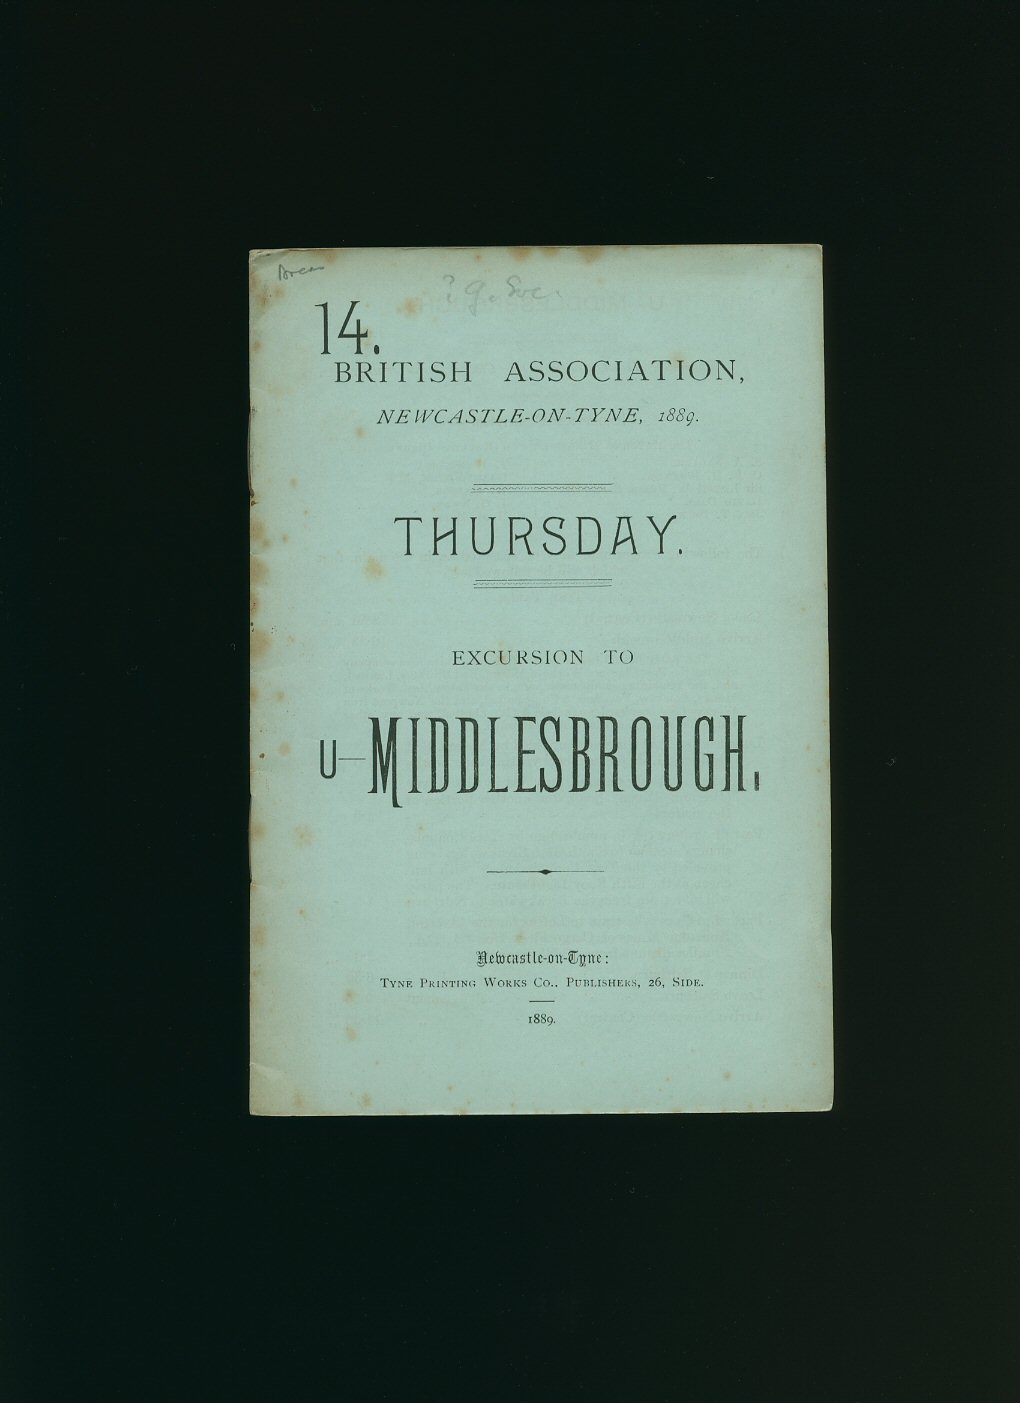 14.
BRITISH ASSOCIATION,
NEWCASTLE-ON-TYNE, 1889.
THURSDAY.
EXCURSION TO
U—MIDDLESBROUGH.
Newcastle-on-Tyne:
TYNE PRINTING WORKS CO., PUBLISHERS, 26, SIDE.
1889.